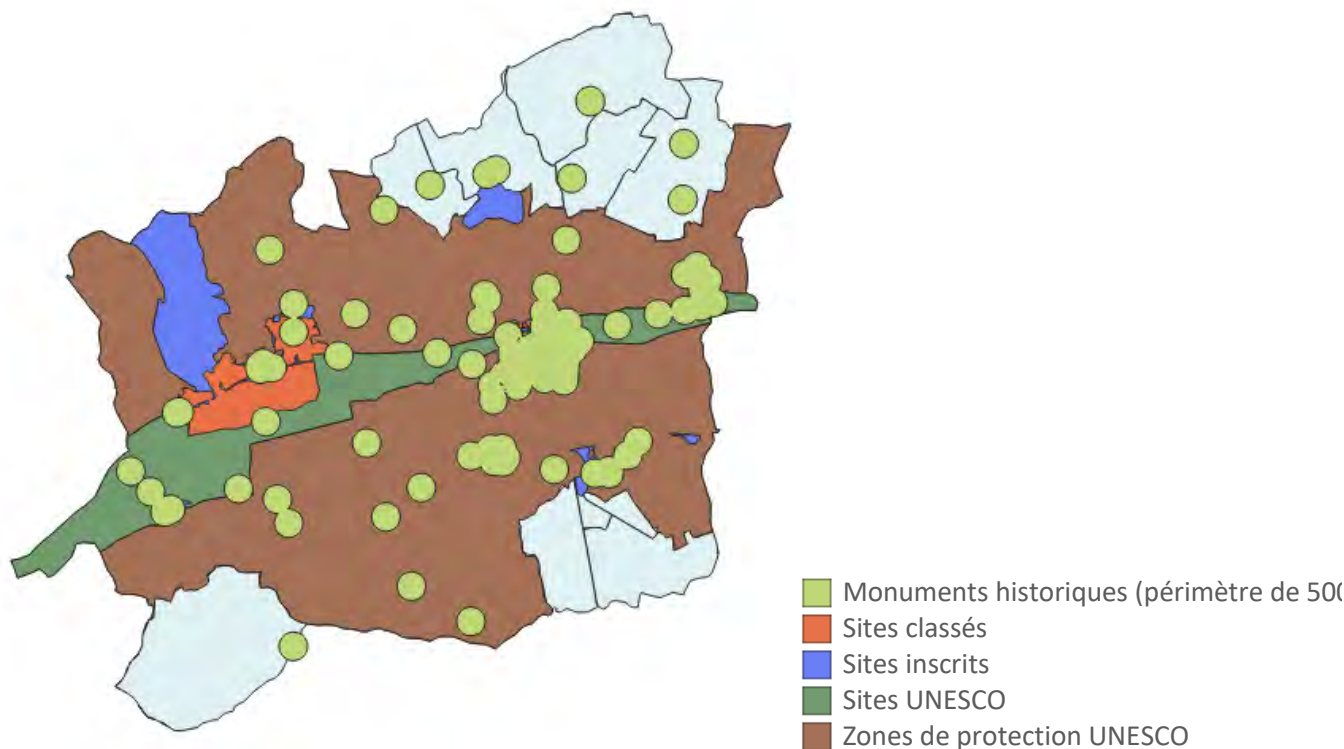 Monuments historiques (périmètre de 500
Sites classés
Sites inscrits
Sites UNESCO
Zones de protection UNESCO